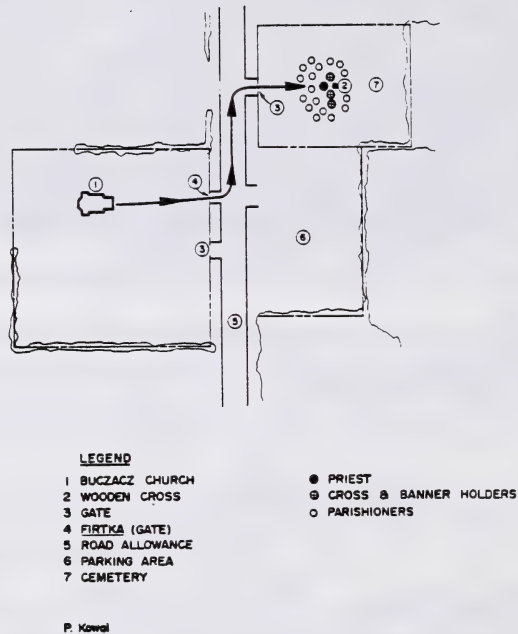 3
2
7
1
4
3
6
5
LEGEND
1 BUCZACZ CHURCH
2 WOODEN CROSS
3 GATE
4 FIRTKA (GATE)
5 ROAD ALLOWANCE
6 PARKING AREA
7 CEMETERY
● PRIEST
⊕ CROSS & BANNER HOLDERS
○ PARISHIONERS
P. Kowal